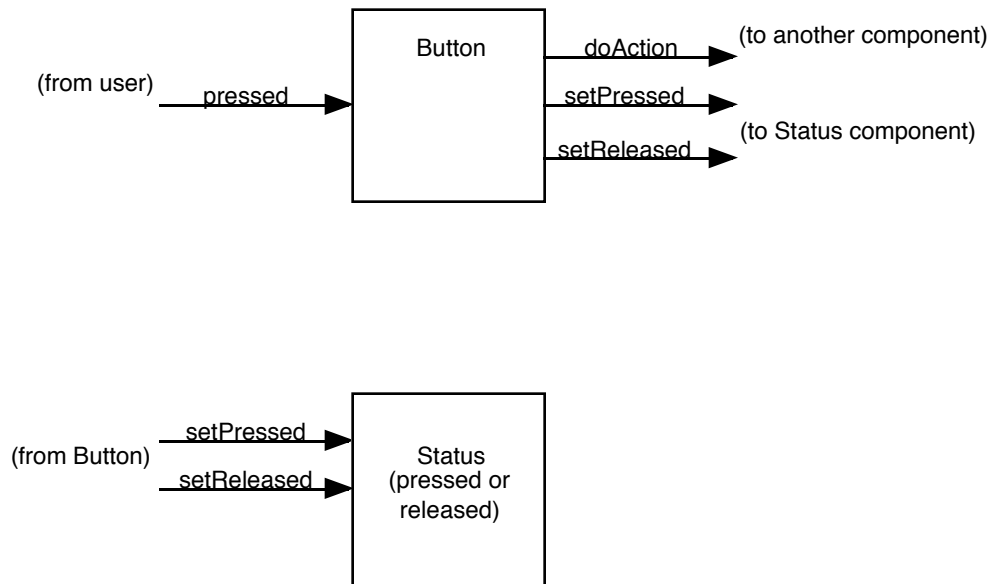 Button
doAction
(to another component)
(from user)
pressed
setPressed
(to Status component)
setReleased
setPressed
(from Button)
setReleased
Status
(pressed or
released)